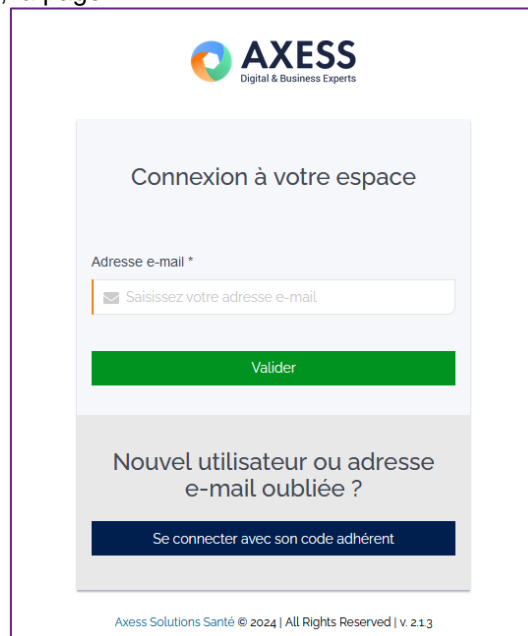 AXESS
Digital & Business Experts
Connexion à votre espace
Adresse e-mail *
Saisissez votre adresse e-mail
Valider
Nouvel utilisateur ou adresse
e-mail oubliée ?
Se connecter avec son code adhérent
Axess Solutions Santé © 2024 | All Rights Reserved | v. 2.1.3